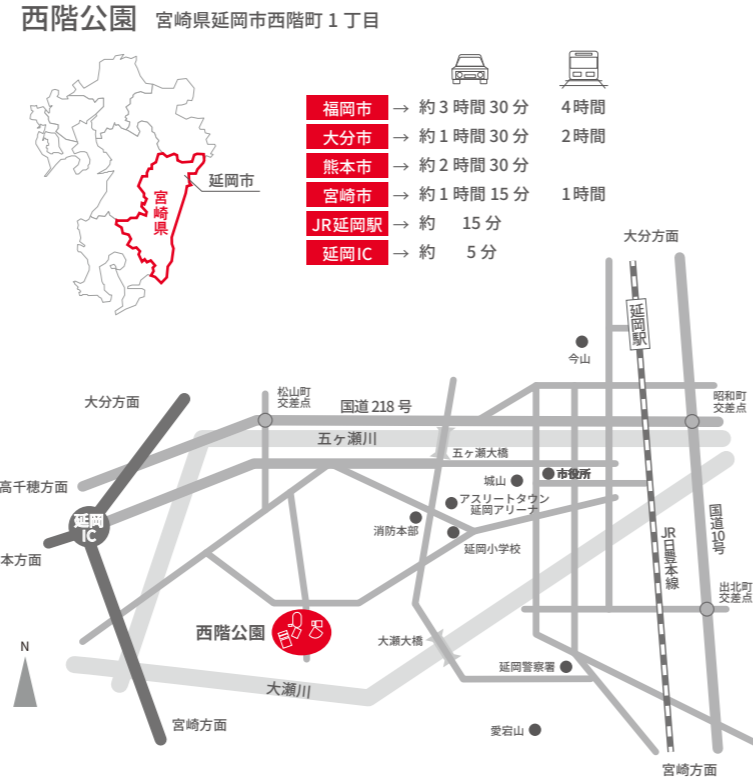 西階公園 宮崎県延岡市西階町1丁目
延岡市
宮崎県
福岡市 → 約3時間30分 4時間
大分市 → 約1時間30分 2時間
熊本市 → 約2時間30分
宮崎市 → 約1時間15分 1時間
JR延岡駅 → 約 15分
延岡IC → 約 5分
大分方面
延岡駅
今山
大分方面
松山町
交差点
国道218号
昭和町
交差点
五ヶ瀬川
五ヶ瀬大橋
城山
市役所
高千穂方面
アスリートタウン
延岡アリーナ
延岡
IC
消防本部
延岡小学校
国道10号
JR日豊本線
本方面
出北町
交差点
西階公園
大瀬大橋
N
延岡警察署
大瀬川
宮崎方面
愛宕山
宮崎方面